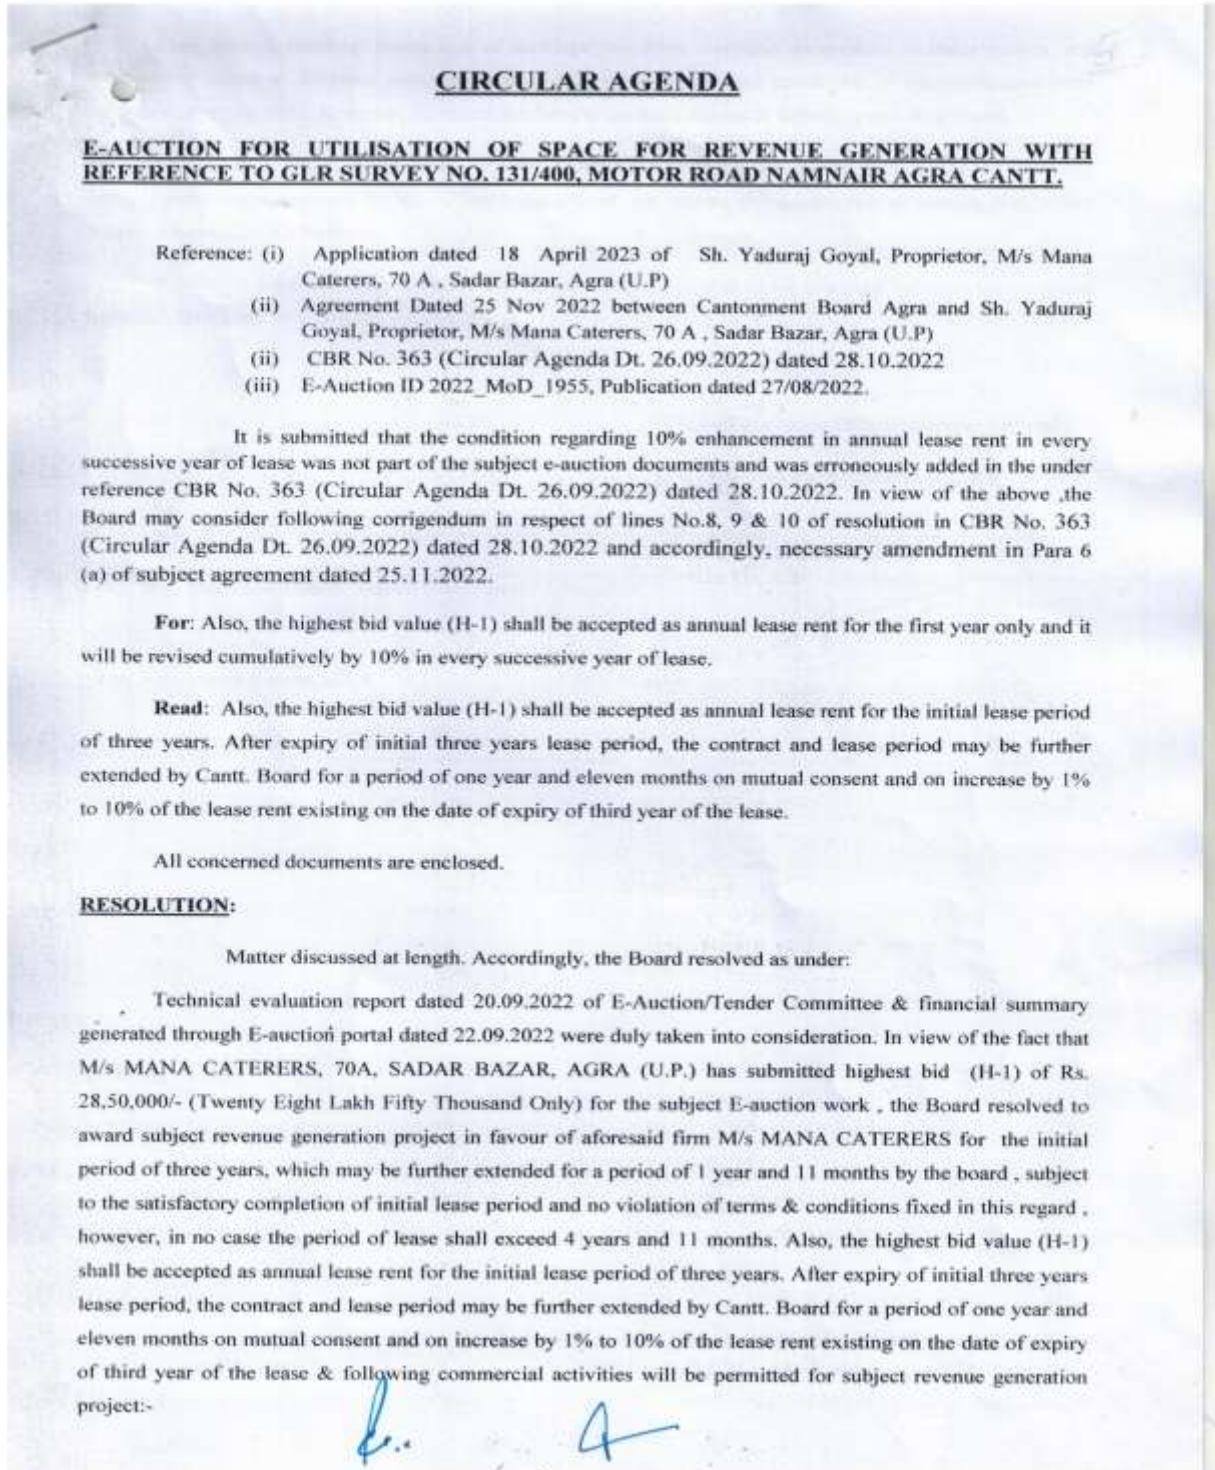 CIRCULAR AGENDA
E-AUCTION FOR UTILISATION OF SPACE FOR REVENUE GENERATION WITH
REFERENCE TO GLR SURVEY NO. 131/400, MOTOR ROAD NAMNAIR AGRA CANTT.
Reference: (i) Application dated 18 April 2023 of Sh. Yaduraj Goyal, Proprietor, M/s Mana
Caterers, 70 A , Sadar Bazar, Agra (U.P)
(ii) Agreement Dated 25 Nov 2022 between Cantonment Board Agra and Sh. Yaduraj
Goyal, Proprietor, M/s Mana Caterers, 70 A , Sadar Bazar, Agra (U.P)
(ii) CBR No. 363 (Circular Agenda Dt. 26.09.2022) dated 28.10.2022
(iii) E-Auction ID 2022_MoD_1955, Publication dated 27/08/2022.
It is submitted that the condition regarding 10% enhancement in annual lease rent in every
successive year of lease was not part of the subject e-auction documents and was erroneously added in the under
reference CBR No. 363 (Circular Agenda Dt. 26.09.2022) dated 28.10.2022. In view of the above ,the
Board may consider following corrigendum in respect of lines No.8, 9 & 10 of resolution in CBR No. 363
(Circular Agenda Dt. 26.09.2022) dated 28.10.2022 and accordingly, necessary amendment in Para 6
(a) of subject agreement dated 25.11.2022.
For: Also, the highest bid value (H-1) shall be accepted as annual lease rent for the first year only and it
will be revised cumulatively by 10% in every successive year of lease.
Read: Also, the highest bid value (H-1) shall be accepted as annual lease rent for the initial lease period
of three years. After expiry of initial three years lease period, the contract and lease period may be further
extended by Cantt. Board for a period of one year and eleven months on mutual consent and on increase by 1%
to 10% of the lease rent existing on the date of expiry of third year of the lease.
All concerned documents are enclosed.
RESOLUTION:
Matter discussed at length. Accordingly, the Board resolved as under:
Technical evaluation report dated 20.09.2022 of E-Auction/Tender Committee & financial summary
generated through E-auction portal dated 22.09.2022 were duly taken into consideration. In view of the fact that
M/s MANA CATERERS, 70A, SADAR BAZAR, AGRA (U.P.) has submitted highest bid (H-1) of Rs.
28,50,000/- (Twenty Eight Lakh Fifty Thousand Only) for the subject E-auction work , the Board resolved to
award subject revenue generation project in favour of aforesaid firm M/s MANA CATERERS for the initial
period of three years, which may be further extended for a period of 1 year and 11 months by the board , subject
to the satisfactory completion of initial lease period and no violation of terms & conditions fixed in this regard ,
however, in no case the period of lease shall exceed 4 years and 11 months. Also, the highest bid value (H-1)
shall be accepted as annual lease rent for the initial lease period of three years. After expiry of initial three years
lease period, the contract and lease period may be further extended by Cantt. Board for a period of one year and
eleven months on mutual consent and on increase by 1% to 10% of the lease rent existing on the date of expiry
of third year of the lease & following commercial activities will be permitted for subject revenue generation
project:-